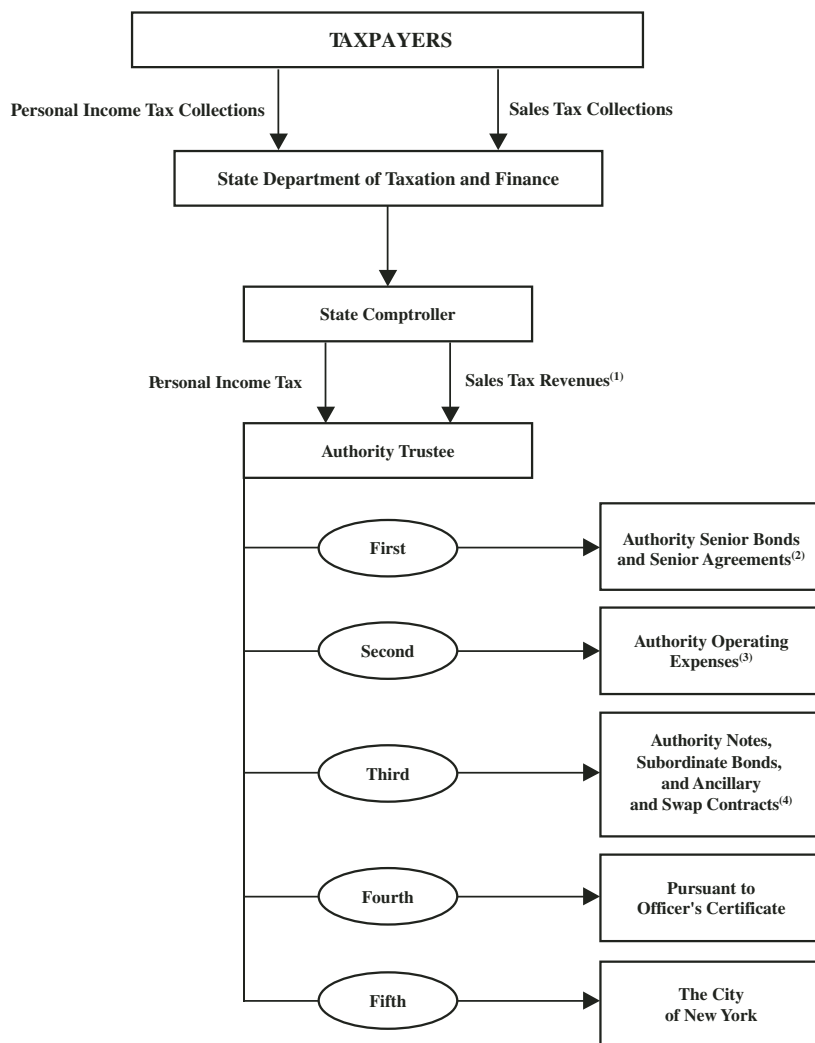 TAXPAYERS
Personal Income Tax Collections
Sales Tax Collections
State Department of Taxation and Finance
State Comptroller
Personal Income Tax
Sales Tax Revenues(1)
Authority Trustee
First
Authority Senior Bonds
and Senior Agreements(2)
Second
Authority Operating
Expenses(3)
Third
Authority Notes,
Subordinate Bonds,
and Ancillary
and Swap Contracts(4)
Fourth
Pursuant to
Officer's Certificate
Fifth
The City
of New York